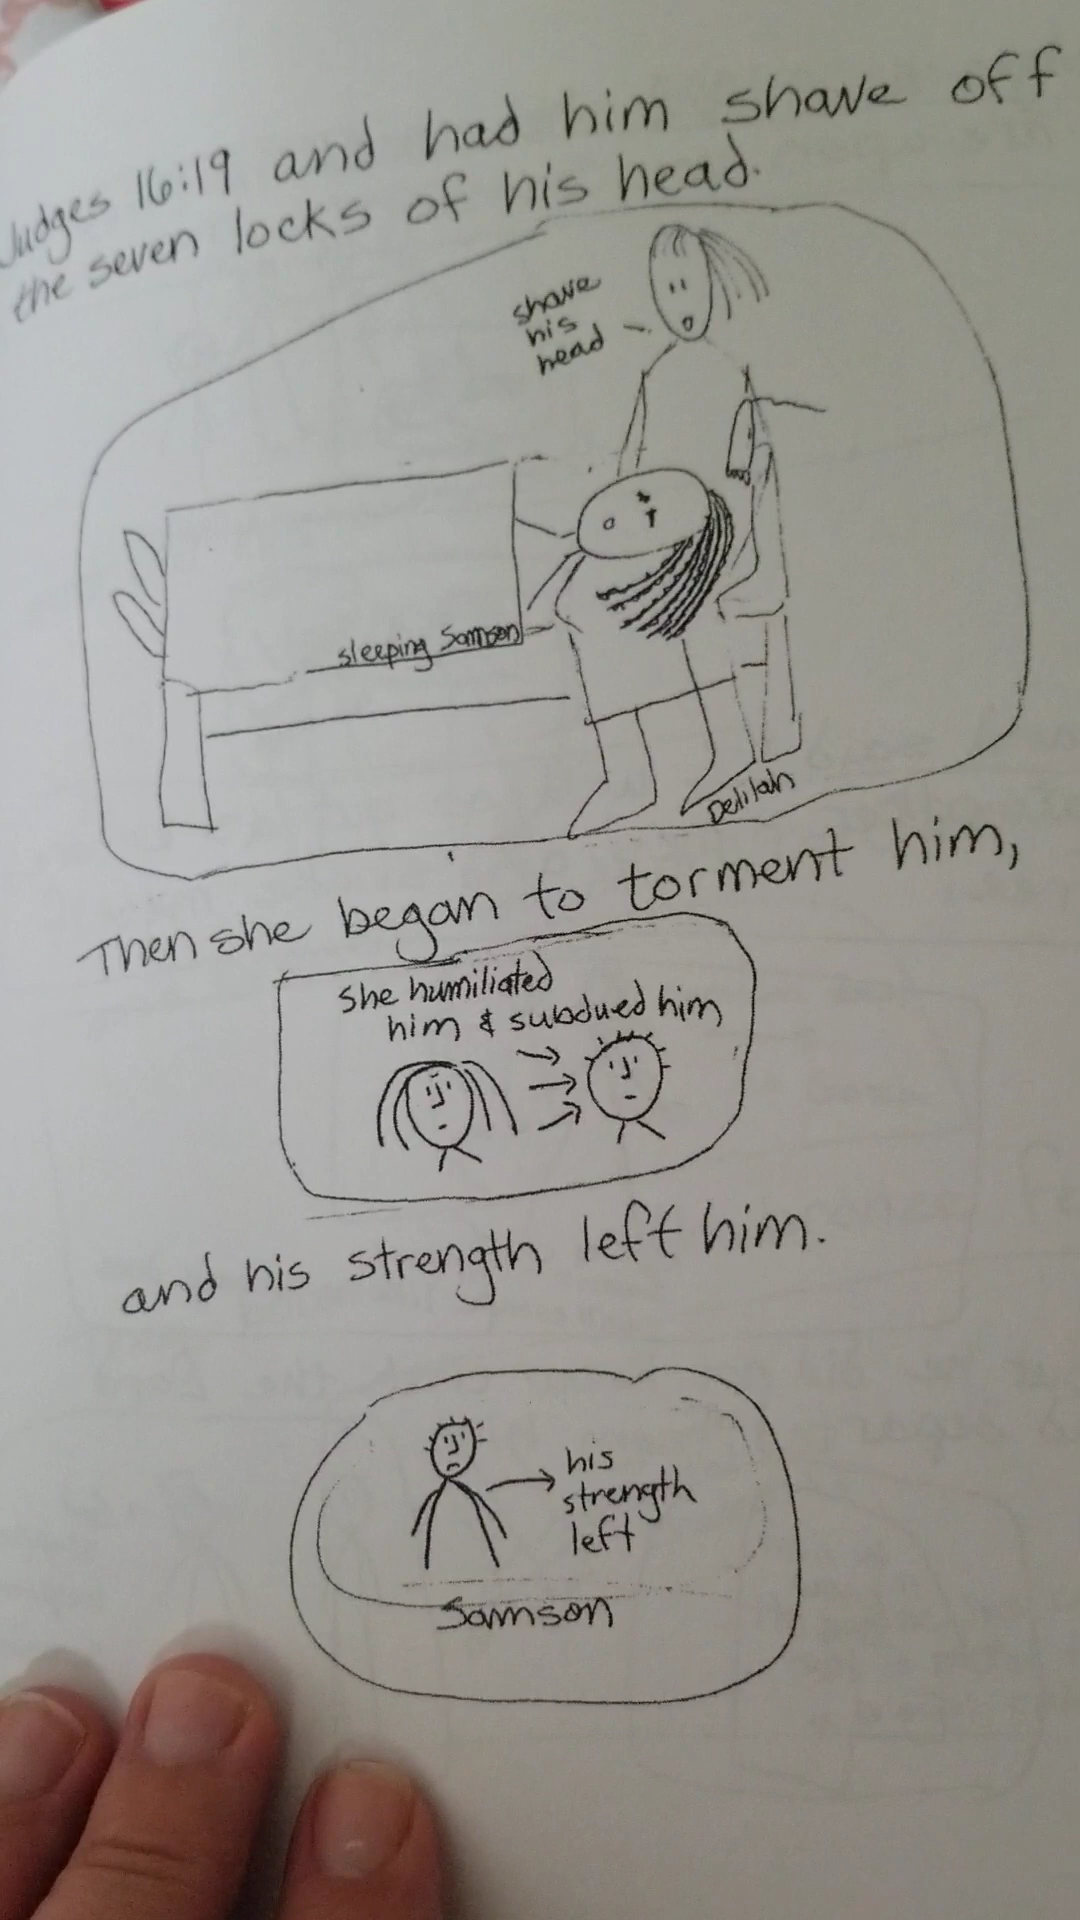 Judges 16:19 and had him shave off
the seven locks of his head.
shave
his
head
sleeping Samson
Delilah
Then she began to torment him,
she humiliated
him & subdued him
and his strength left him.
his
strength
left
Samson